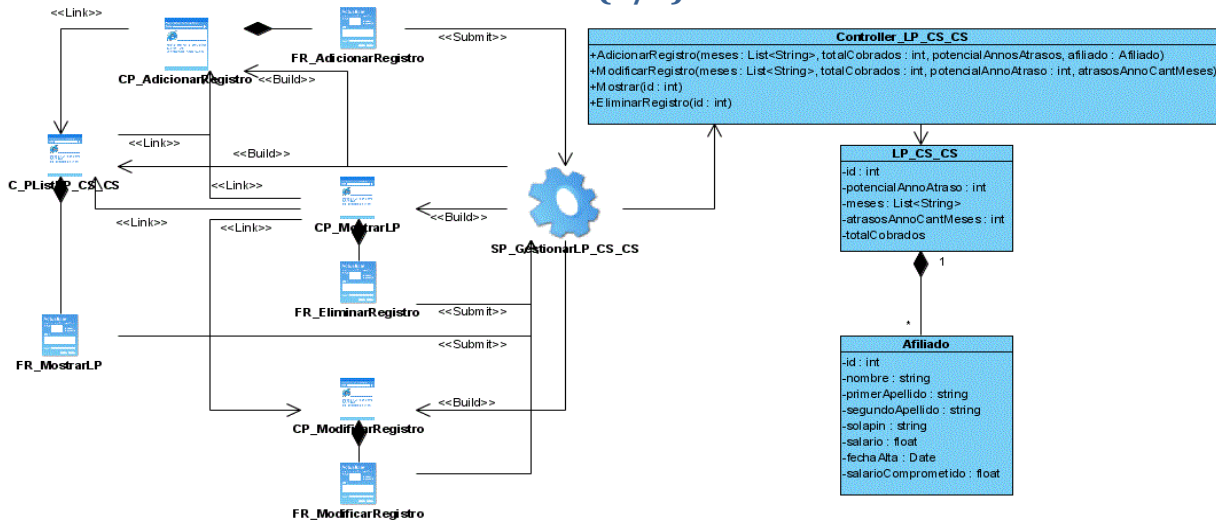 <<Link>>
FR_AdicionarRegistro
<<Submit>>
CP_AdicionarRegistro
<<Build>>
Controller_LP_CS_CS
+AdicionarRegistro(meses : List<String>, totalCobrados : int, potencialAnnosAtrasos, afiliado : Afiliado)
+ModificarRegistro(meses : List<String>, totalCobrados : int, potencialAnnoAtraso : int, atrasosAnnoCantMeses)
+Mostrar(id : int)
+EliminarRegistro(id : int)
<<Link>>
<<Build>>
<<Link>>
<<Link>>
<<Link>>
CP_MostrarLP
<<Build>>
SP_GestionarLP_CS_CS
LP_CS_CS
-id : int
-potencialAnnoAtraso : int
-meses : List<String>
-atrasosAnnoCantMeses : int
-totalCobrados
1
*
FR_EliminarRegistro
<<Submit>>
FR_MostrarLP
<<Submit>>
<<Build>>
CP_ModificarRegistro
FR_ModificarRegistro
Afiliado
-id : int
-nombre : string
-primerApellido : string
-segundoApellido : string
-solapin : string
-salario : float
-fechaAlta : Date
-salarioComprometido : float